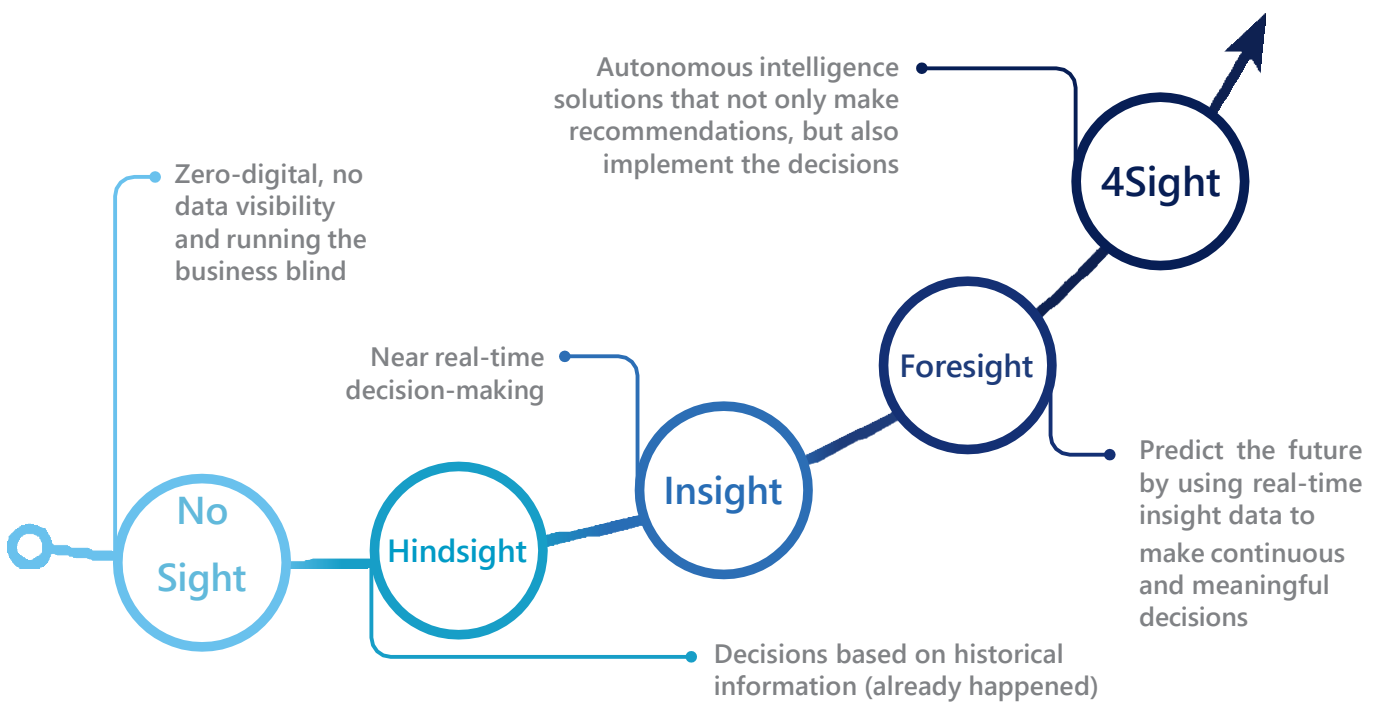 Autonomous intelligence
solutions that not only make
recommendations, but also
implement the decisions
4Sight
Zero-digital, no
data visibility
and running the
business blind
Near real-time
decision-making
Foresight
Insight
Predict the future
by using real-time
insight data to
make continuous
and meaningful
decisions
No
Sight
Hindsight
Decisions based on historical
information (already happened)